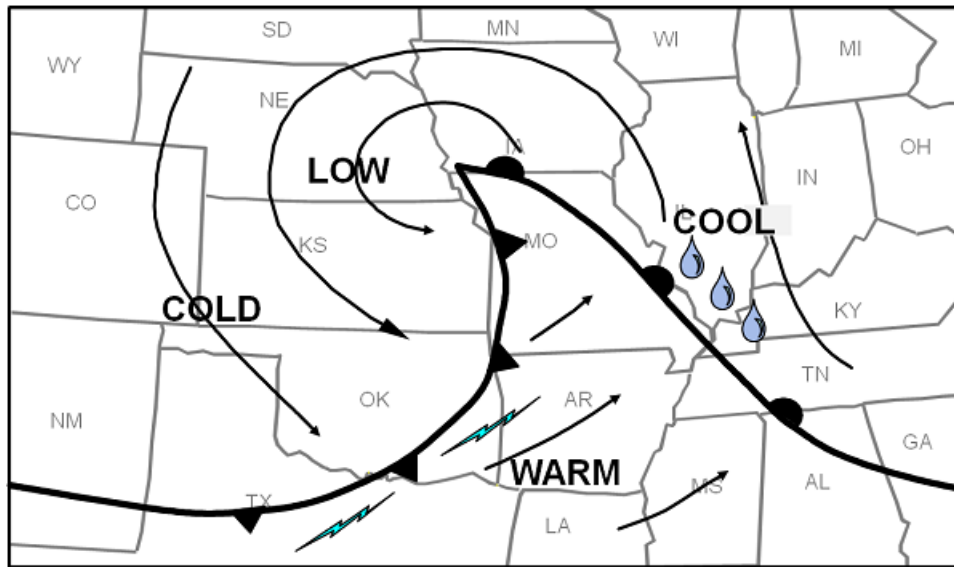 SD
MN
WI
MI
WY
NE
IA
OH
LOW
IN
CO
IL
COOL
KS
MO
COLD
KY
TN
OK
AR
NM
GA
WARM
MS
AL
TX
LA